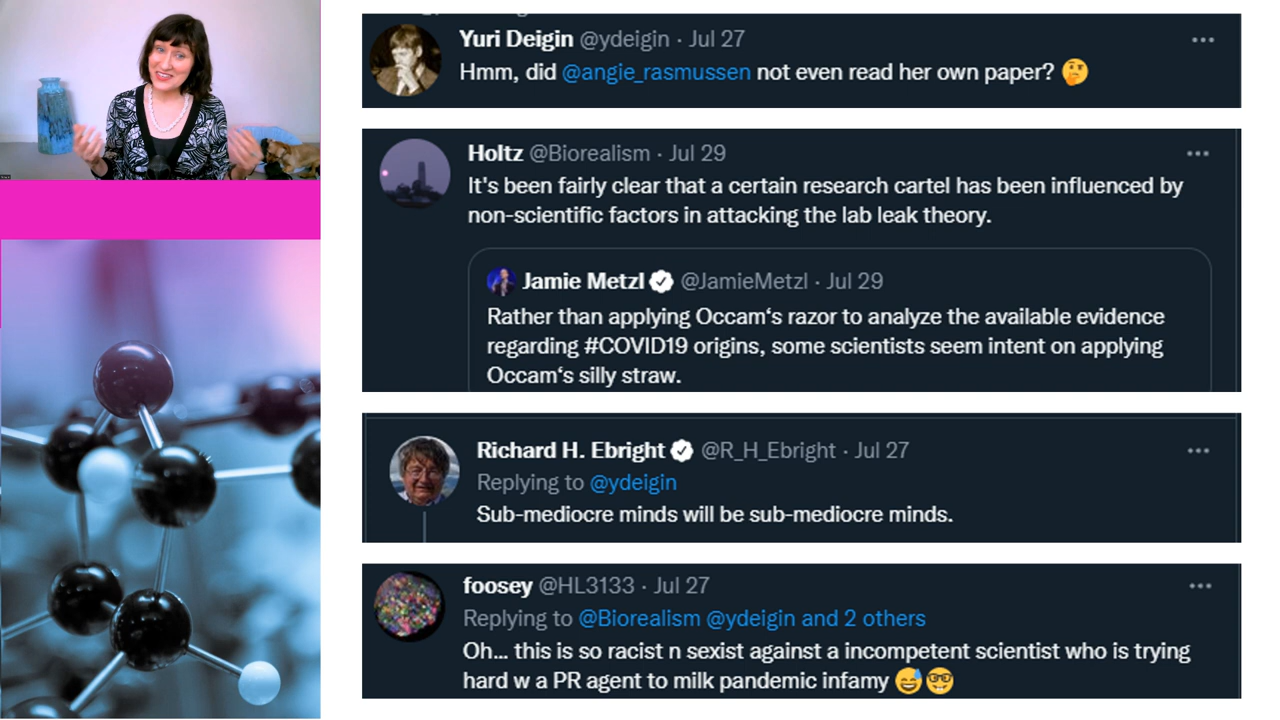 Yuri Deigin @ydeigin · Jul 27
Hmm, did @angie_rasmussen not even read her own paper? 🤔
Holtz @Biorealism · Jul 29
It's been fairly clear that a certain research cartel has been influenced by
non-scientific factors in attacking the lab leak theory.
Jamie Metzl @JamieMetzl · Jul 29
Rather than applying Occam‘s razor to analyze the available evidence
regarding #COVID19 origins, some scientists seem intent on applying
Occam‘s silly straw.
Richard H. Ebright @R_H_Ebright · Jul 27
Replying to @ydeigin
Sub-mediocre minds will be sub-mediocre minds.
foosey @HL3133 · Jul 27
Replying to @Biorealism @ydeigin and 2 others
Oh... this is so racist n sexist against a incompetent scientist who is trying
hard w a PR agent to milk pandemic infamy 😅🤓